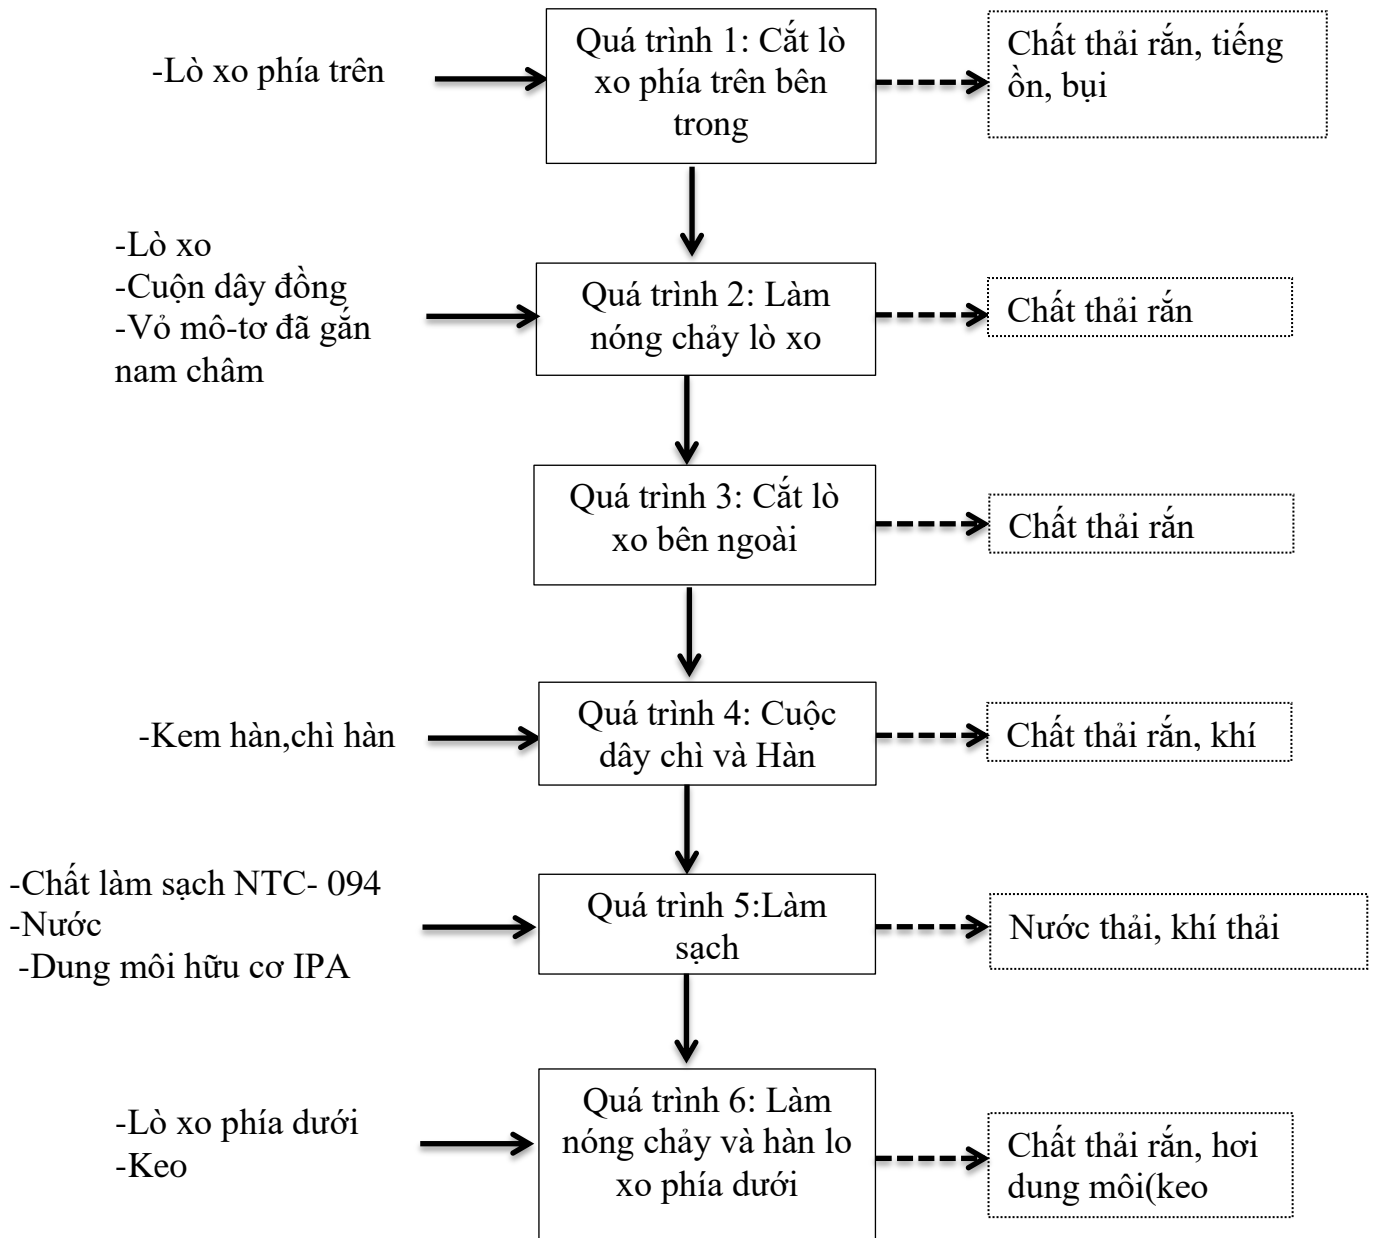 -Lò xo phía trên
Quá trình 1: Cắt lò
xo phía trên bên
trong
Chất thải rắn, tiếng
ồn, bụi
-Lò xo
-Cuộn dây đồng
-Vỏ mô-tơ đã gắn
nam châm
Quá trình 2: Làm
nóng chảy lò xo
Chất thải rắn
Quá trình 3: Cắt lò
xo bên ngoài
Chất thải rắn
-Kem hàn,chì hàn
Quá trình 4: Cuộc
dây chì và Hàn
Chất thải rắn, khí
-Chất làm sạch NTC- 094
-Nước
-Dung môi hữu cơ IPA
Quá trình 5:Làm
sạch
Nước thải, khí thải
-Lò xo phía dưới
-Keo
Quá trình 6: Làm
nóng chảy và hàn lo
xo phía dưới
Chất thải rắn, hơi
dung môi(keo